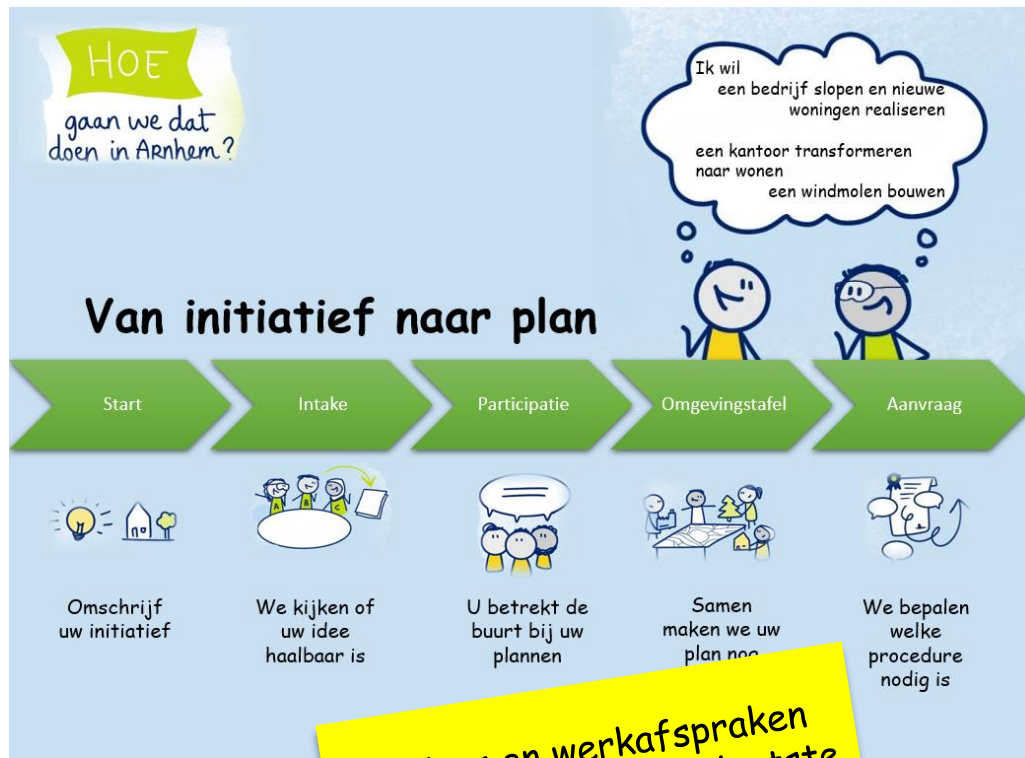 HOE
gaan we dat
doen in ARnhem?
Ik wil
een bedrijf slopen en nieuwe
woningen realiseren
een kantoor transformeren
naar wonen
een windmolen bouwen
Van initiatief naar plan
Start
Intake
Participatie
Omgevingstafel
Aanvraag
A B C
Omschrijf
uw initiatief
We kijken of
uw idee
haalbaar is
U betrekt de
buurt bij uw
plannen
Samen
maken we uw
plan nog
We bepalen
welke
procedure
nodig is
en werkafspraken